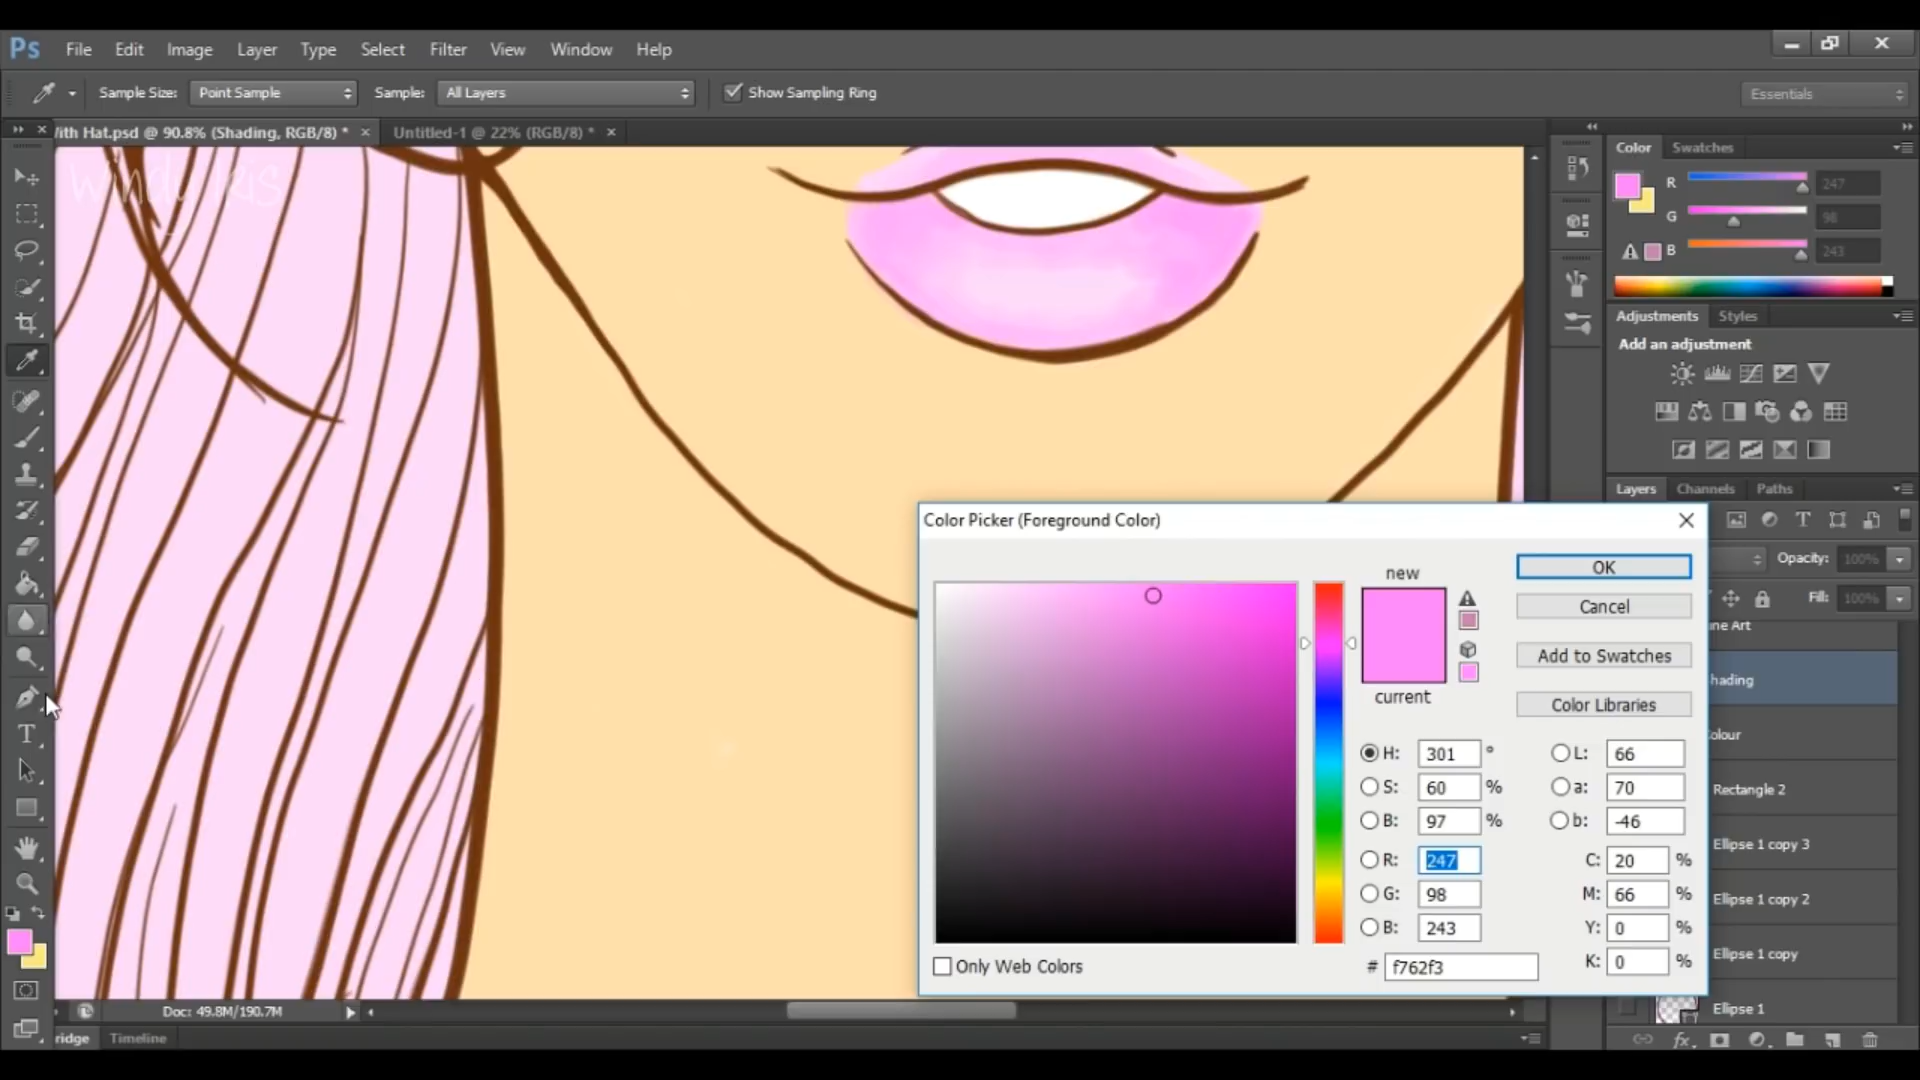 Ps File Edit Image Layer Type Select Filter View Window Help
Sample Size: Point Sample Sample: All Layers Show Sampling Ring Essentials
ith Hat.psd @ 90.8% (Shading, RGB/8) * × Untitled-1 @ 22% (RGB/8) * ×
Color Swatches
R 247
G 98
B 243
Adjustments Styles
Add an adjustment
Layers Channels Paths
Opacity: 100%
Fill: 100%
ne Art
hading
olour
Rectangle 2
Ellipse 1 copy 3
Ellipse 1 copy 2
Ellipse 1 copy
Ellipse 1
Color Picker (Foreground Color)
new
current
OK
Cancel
Add to Swatches
Color Libraries
H: 301 ° L: 66
S: 60 % a: 70
B: 97 % b: -46
R: 247 C: 20 %
G: 98 M: 66 %
B: 243 Y: 0 %
# f762f3 K: 0 %
Only Web Colors
Doc: 49.8M/190.7M
ridge Timeline